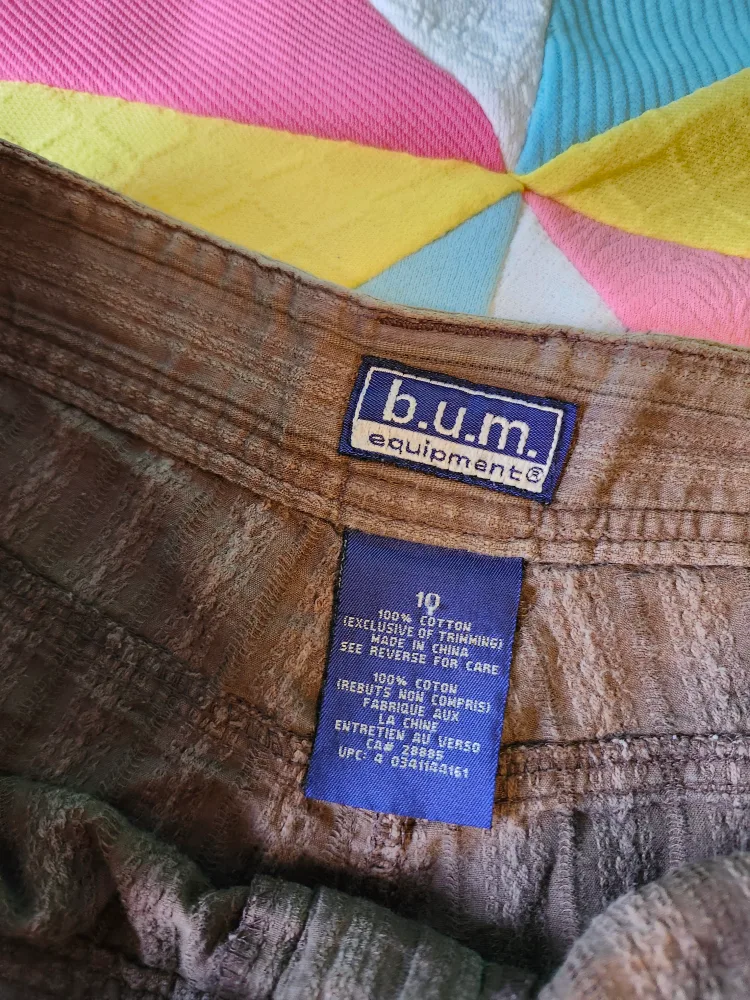 b.u.m.
equipment®
10
100% COTTON
(EXCLUSIVE OF TRIMMING)
MADE IN CHINA
SEE REVERSE FOR CARE
100% COTON
(REBUTS NON COMPRIS)
FABRIQUE AUX
LA CHINE
ENTRETIEN AU VERSO
CA# 28885
UPC: 4 0341144161